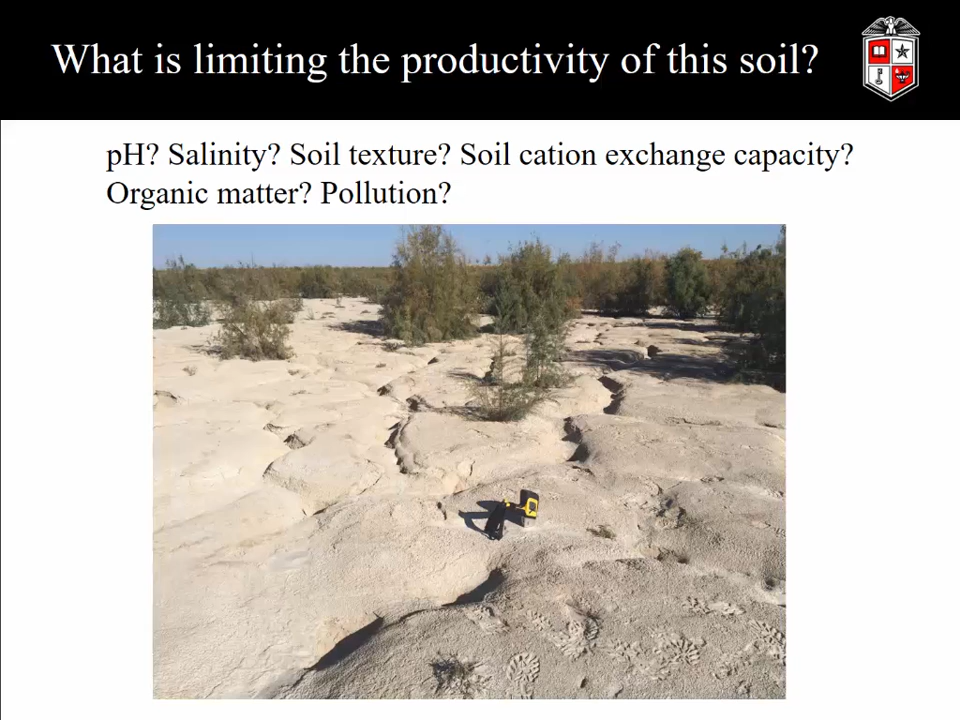 What is limiting the productivity of this soil?
pH? Salinity? Soil texture? Soil cation exchange capacity?
Organic matter? Pollution?